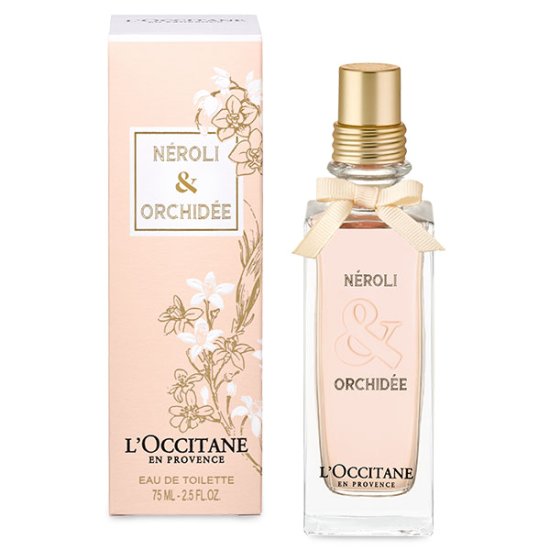 NÉROLI
&
ORCHIDÉE
L'OCCITANE
EN PROVENCE
EAU DE TOILETTE
75 ML - 2.5 FL.OZ.
NÉROLI
&
ORCHIDÉE
L'OCCITANE
EN PROVENCE